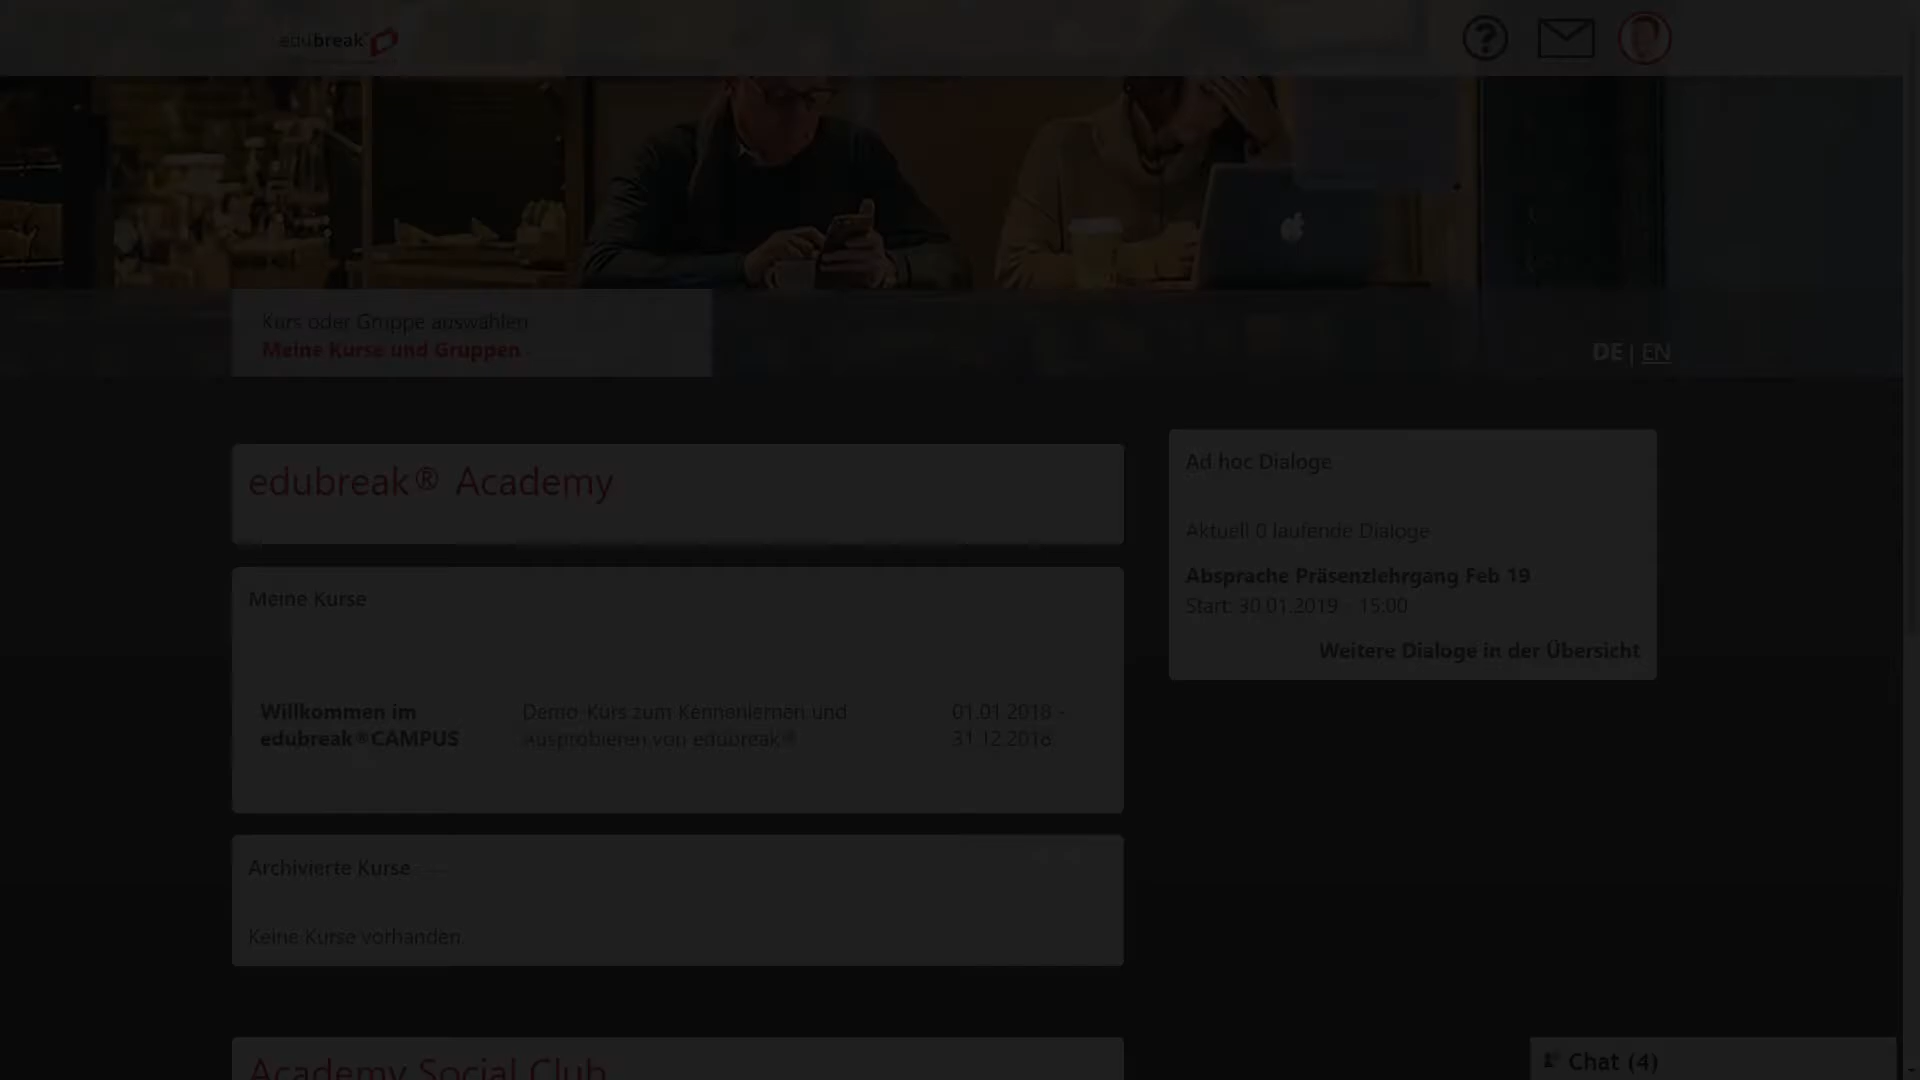 edubreak
Kurs oder Gruppe auswählen
Meine Kurse und Gruppen
DE | EN
edubreak® Academy
Ad hoc Dialoge
Aktuell 0 laufende Dialoge
Absprache Präsenzlehrgang Feb 19
Start: 30.01.2019 - 15:00
Weitere Dialoge in der Übersicht
Meine Kurse
Willkommen im
edubreak®CAMPUS
Demo-Kurs zum Kennenlernen und
Ausprobieren von edubreak®
01.01.2018 -
31.12.2018
Archivierte Kurse
Keine Kurse vorhanden.
Academy Social Club
Chat (4)